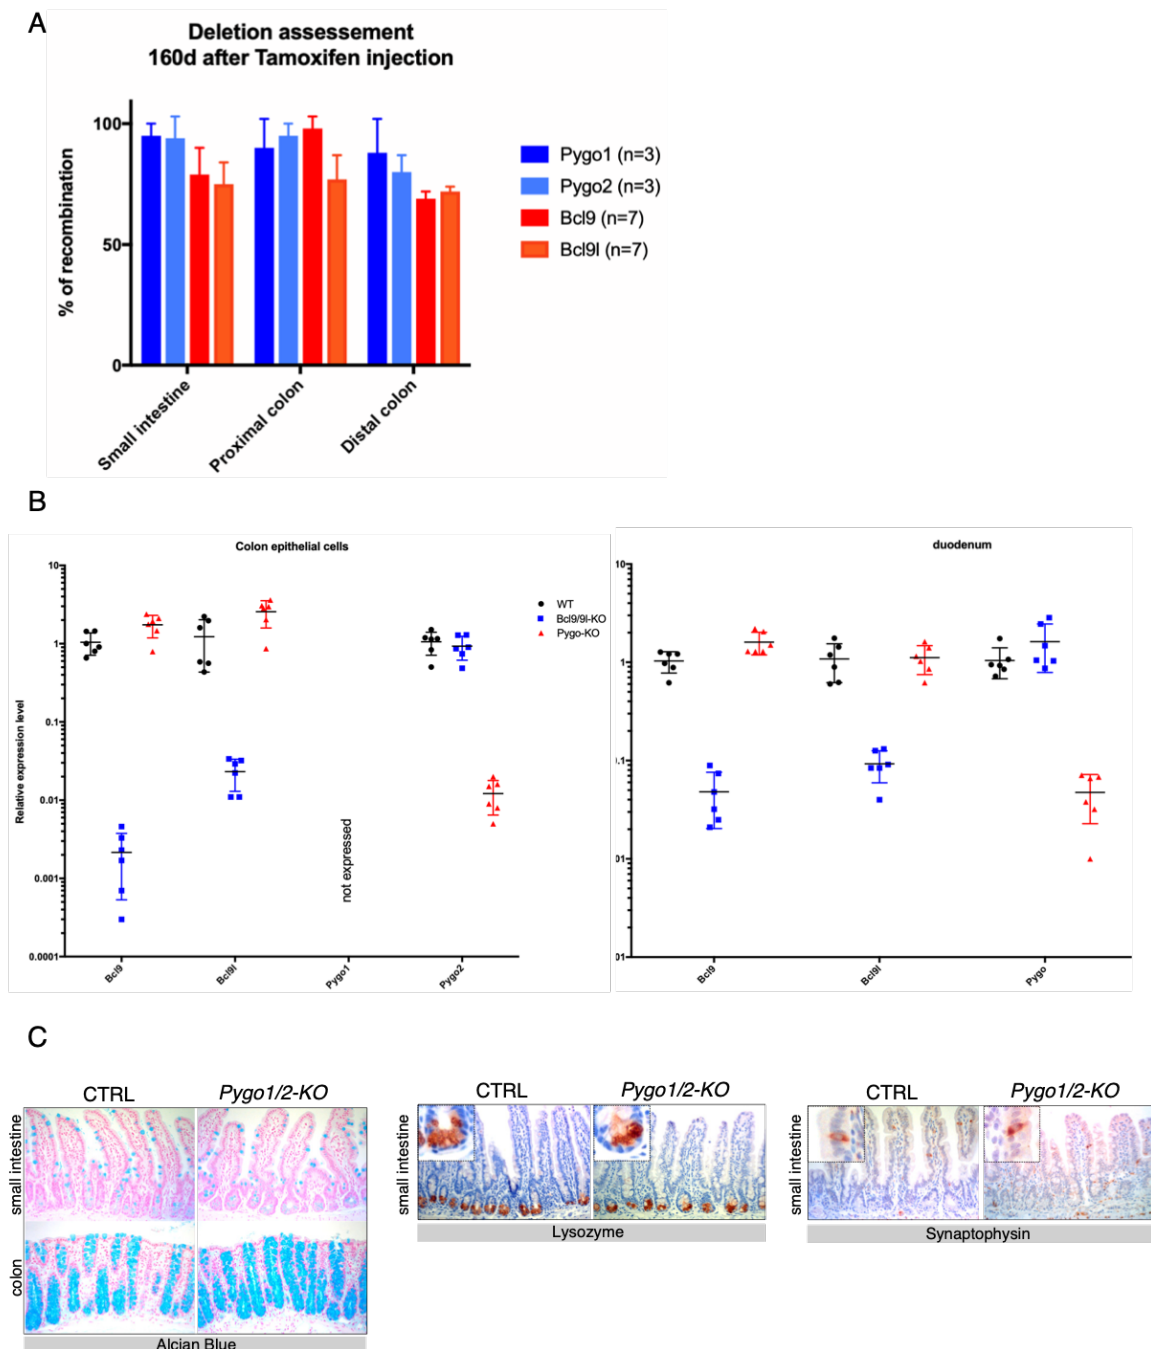 A
Deletion assessement
160d after Tamoxifen injection
% of recombination
100
50
0
Small intestine
Proximal colon
Distal colon
Pygo1 (n=3)
Pygo2 (n=3)
Bcl9 (n=7)
Bcl9l (n=7)
B
Colon epithelial cells
Relative expression level
10
1
0.1
0.01
0.001
0.0001
not expressed
Bcl9
Bcl9l
Pygo1
Pygo2
WT
Bcl9/9l-KO
Pygo-KO
duodenum
10
1
.1
01
01
Bcl9
Bcl9l
Pygo
C
CTRL
Pygo1/2-KO
small intestine
colon
Alcian Blue
CTRL
Pygo1/2-KO
small intestine
Lysozyme
CTRL
Pygo1/2-KO
small intestine
Synaptophysin